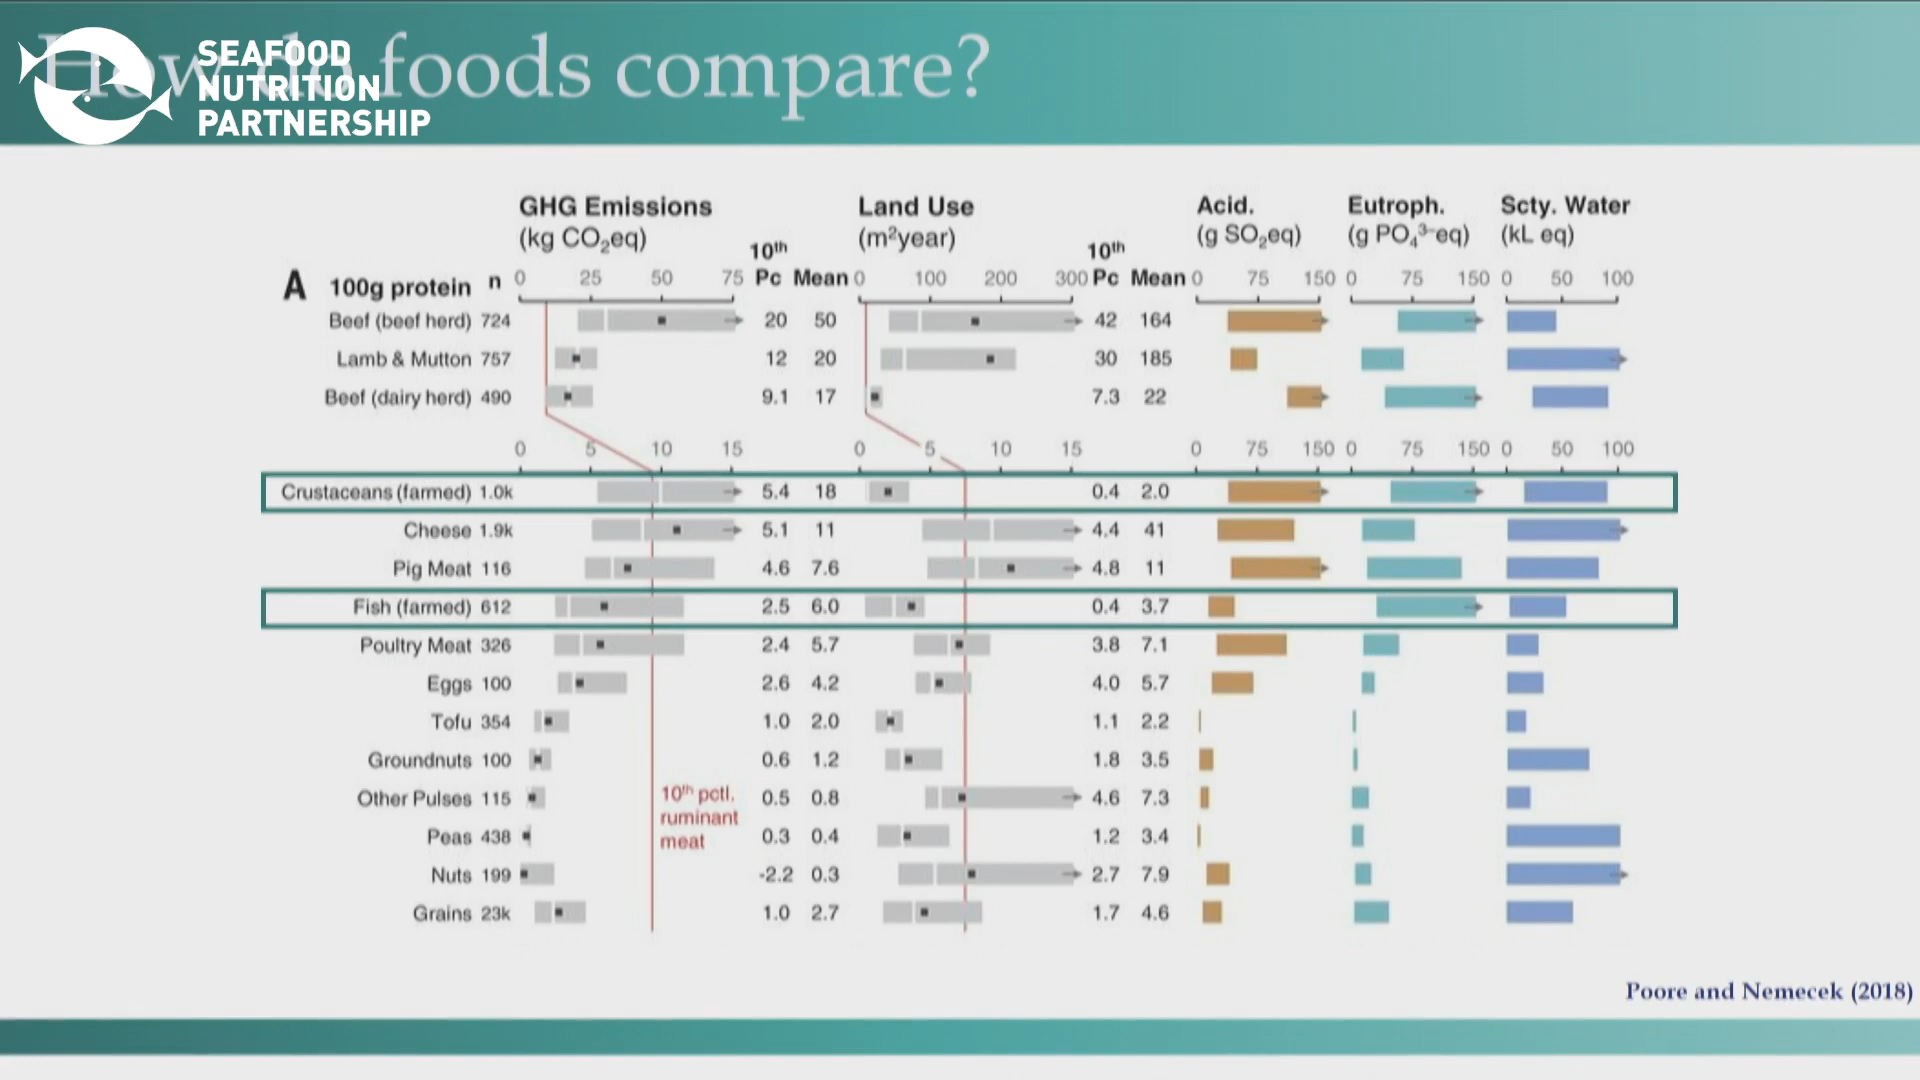 How do foods compare?
SEAFOOD
NUTRITION
PARTNERSHIP
GHG Emissions Land Use Acid. Eutroph. Scty. Water
(kg CO₂eq) 10th (m²year) 10th (g SO₂eq) (g PO₄³⁻eq) (kL eq)
A 100g protein n 0 25 50 75 Pc Mean 0 100 200 300 Pc Mean 0 75 150 0 75 150 0 50 100
Beef (beef herd) 724 20 50 42 164
Lamb & Mutton 757 12 20 30 185
Beef (dairy herd) 490 9.1 17 7.3 22
0 5 10 15 0 5 10 15 0 75 150 0 75 150 0 50 100
Crustaceans (farmed) 1.0k 5.4 18 0.4 2.0
Cheese 1.9k 5.1 11 4.4 41
Pig Meat 116 4.6 7.6 4.8 11
Fish (farmed) 612 2.5 6.0 0.4 3.7
Poultry Meat 326 2.4 5.7 3.8 7.1
Eggs 100 2.6 4.2 4.0 5.7
Tofu 354 1.0 2.0 1.1 2.2
Groundnuts 100 0.6 1.2 1.8 3.5
Other Pulses 115 0.5 0.8 4.6 7.3
Peas 438 0.3 0.4 1.2 3.4
Nuts 199 -2.2 0.3 2.7 7.9
Grains 23k 1.0 2.7 1.7 4.6
10th pctl.
ruminant
meat
Poore and Nemecek (2018)